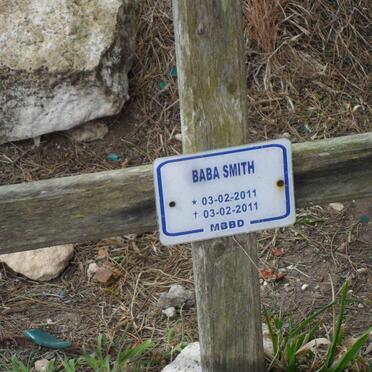 BABA SMITH
* 03-02-2011
† 03-02-2011
MBBD